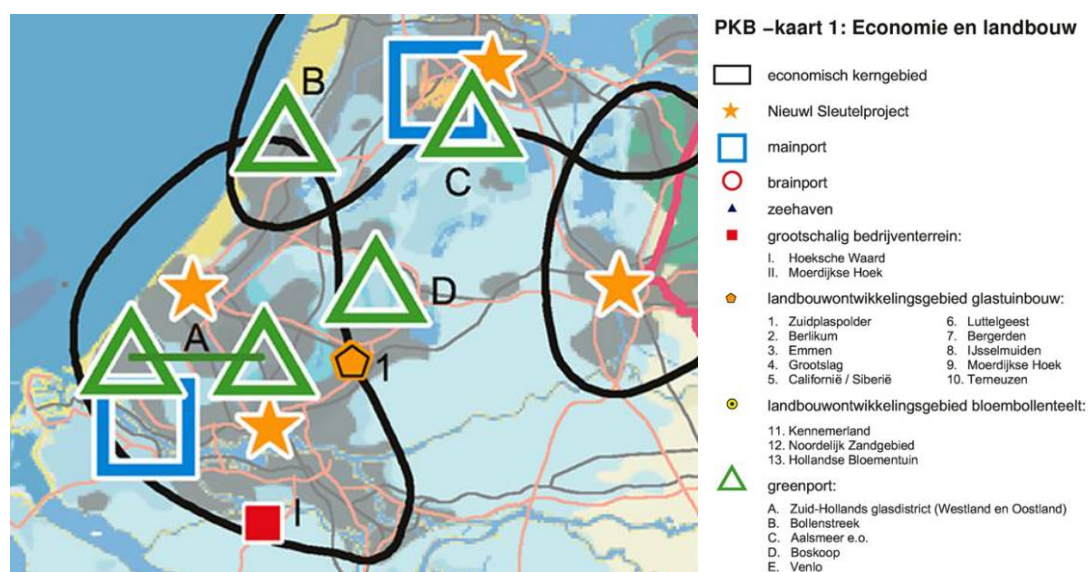 B
C
D
A
1
I
PKB –kaart 1: Economie en landbouw
economisch kerngebied
Nieuwl Sleutelproject
mainport
brainport
zeehaven
grootschalig bedrijventerrein:
I. Hoeksche Waard
II. Moerdijkse Hoek
landbouwontwikkelingsgebied glastuinbouw:
1. Zuidplaspolder
2. Berlikum
3. Emmen
4. Grootslag
5. Californië / Siberië
6. Luttelgeest
7. Bergerden
8. IJsselmuiden
9. Moerdijkse Hoek
10. Terneuzen
landbouwontwikkelingsgebied bloembollenteelt:
11. Kennemerland
12. Noordelijk Zandgebied
13. Hollandse Bloementuin
greenport:
A. Zuid-Hollands glasdistrict (Westland en Oostland)
B. Bollenstreek
C. Aalsmeer e.o.
D. Boskoop
E. Venlo